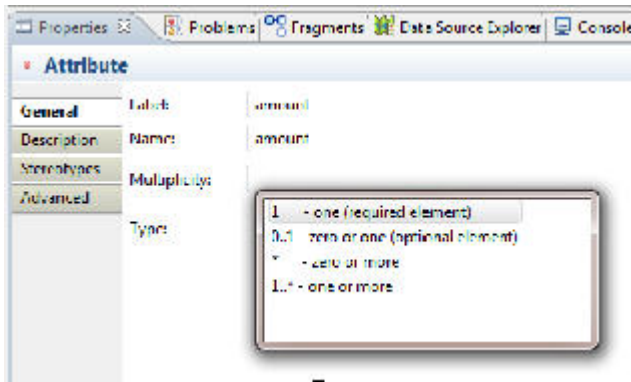 Properties Problems Fragments Data Source Explorer Console
Attribute
General
Description
Stereotypes
Advanced
Label: amount
Name: amount
Multiplicity:
Type:
1 - one (required element)
0..1 - zero or one (optional element)
* - zero or more
1..* - one or more